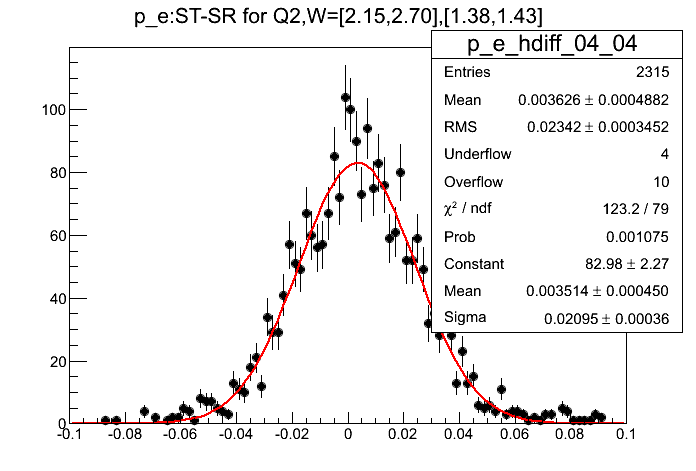 p_e:ST-SR for Q2,W=[2.15,2.70],[1.38,1.43]
p_e_hdiff_04_04
Entries 2315
Mean 0.003626 ± 0.0004882
RMS 0.02342 ± 0.0003452
Underflow 4
Overflow 10
χ² / ndf 123.2 / 79
Prob 0.001075
Constant 82.98 ± 2.27
Mean 0.003514 ± 0.000450
Sigma 0.02095 ± 0.00036
100
80
60
40
20
0
-0.1 -0.08 -0.06 -0.04 -0.02 0 0.02 0.04 0.06 0.08 0.1